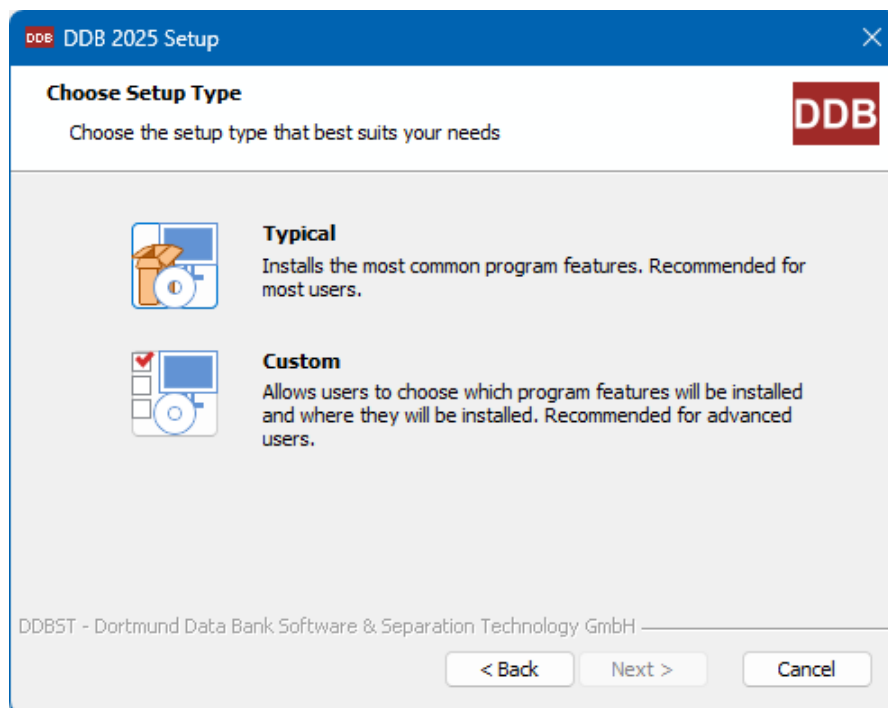 DDB DDB 2025 Setup
Choose Setup Type
Choose the setup type that best suits your needs
DDB
Typical
Installs the most common program features. Recommended for
most users.
Custom
Allows users to choose which program features will be installed
and where they will be installed. Recommended for advanced
users.
DDBST - Dortmund Data Bank Software & Separation Technology GmbH
< Back Next > Cancel